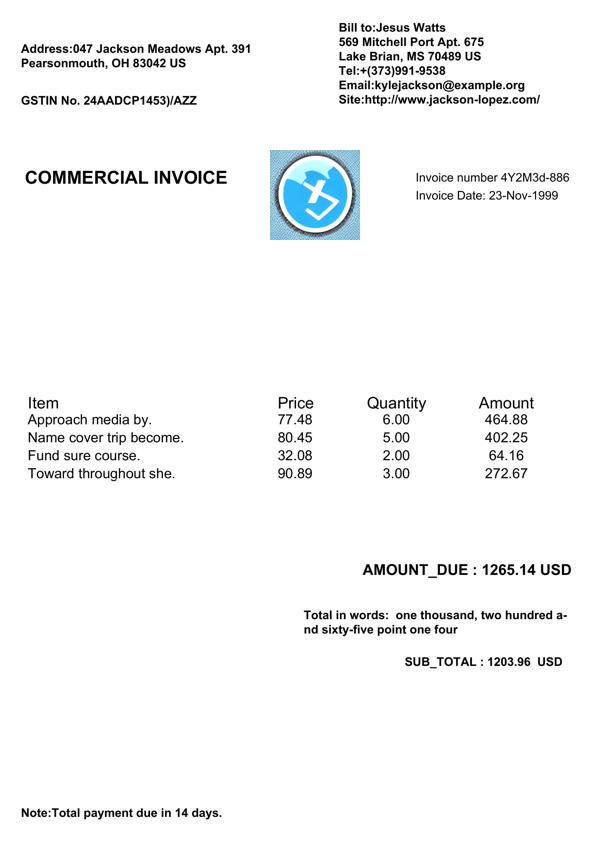 Address:047 Jackson Meadows Apt. 391
Pearsonmouth, OH 83042 US
GSTIN No. 24AADCP1453)/AZZ
Bill to:Jesus Watts
569 Mitchell Port Apt. 675
Lake Brian, MS 70489 US
Tel:+(373)991-9538
Email:kylejackson@example.org
Site:http://www.jackson-lopez.com/
COMMERCIAL INVOICE
Invoice number 4Y2M3d-886
Invoice Date: 23-Nov-1999
Item Price Quantity Amount
Approach media by. 77.48 6.00 464.88
Name cover trip become. 80.45 5.00 402.25
Fund sure course. 32.08 2.00 64.16
Toward throughout she. 90.89 3.00 272.67
AMOUNT_DUE : 1265.14 USD
Total in words:  one thousand, two hundred a-
nd sixty-five point one four
SUB_TOTAL : 1203.96  USD
Note:Total payment due in 14 days.